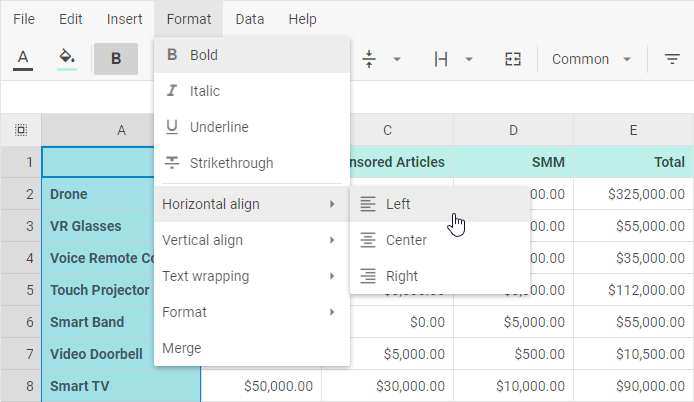 File Edit Insert Format Data Help
A B Common
B Bold
I Italic
U Underline
Strikethrough
Horizontal align
Vertical align
Text wrapping
Format
Merge
Left
Center
Right
A C D E
1 nsored Articles SMM Total
2 Drone 00.00 $325,000.00
3 VR Glasses 00.00 $55,000.00
4 Voice Remote Co 00.00 $35,000.00
5 Touch Projector $112,000.00
6 Smart Band $0.00 $5,000.00 $55,000.00
7 Video Doorbell $5,000.00 $500.00 $10,500.00
8 Smart TV $50,000.00 $30,000.00 $10,000.00 $90,000.00